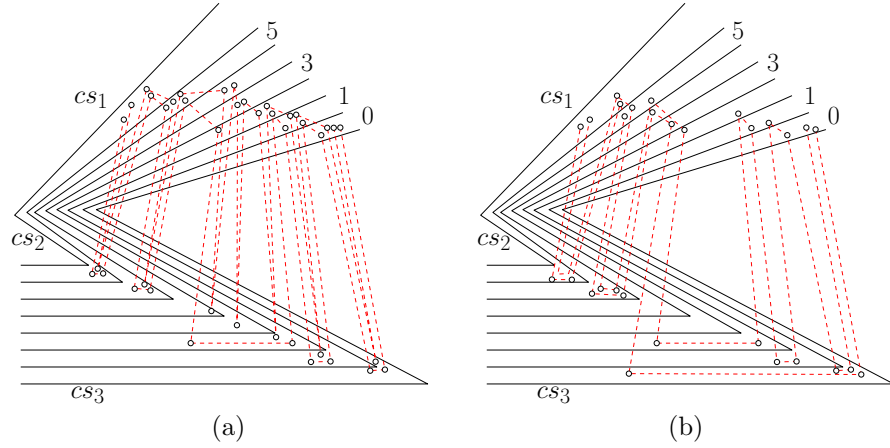 5 5
3 3
cs₁ 1 cs₁ 1
0 0
cs₂ cs₂
cs₃ cs₃
(a) (b)